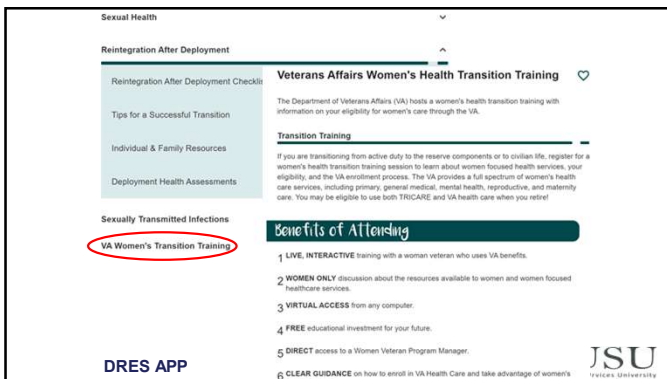 Sexual Health
Reintegration After Deployment
Reintegration After Deployment Checklis
Tips for a Successful Transition
Individual & Family Resources
Deployment Health Assessments
Sexually Transmitted Infections
VA Women's Transition Training
Veterans Affairs Women's Health Transition Training
The Department of Veterans Affairs (VA) hosts a women's health transition training with
information on your eligibility for women's care through the VA.
Transition Training
If you are transitioning from active duty to the reserve components or to civilian life, register for a
women's health transition training session to learn about women focused health services, your
eligibility, and the VA enrollment process. The VA provides a full spectrum of women's health
care services, including primary, general medical, mental health, reproductive, and maternity
care. You may be eligible to use both TRICARE and VA health care when you retire!
Benefits of Attending
1 LIVE, INTERACTIVE training with a woman veteran who uses VA benefits.
2 WOMEN ONLY discussion about the resources available to women and women focused
healthcare services.
3 VIRTUAL ACCESS from any computer.
4 FREE educational investment for your future.
5 DIRECT access to a Women Veteran Program Manager.
6 CLEAR GUIDANCE on how to enroll in VA Health Care and take advantage of women's
DRES APP
USU
rvices University